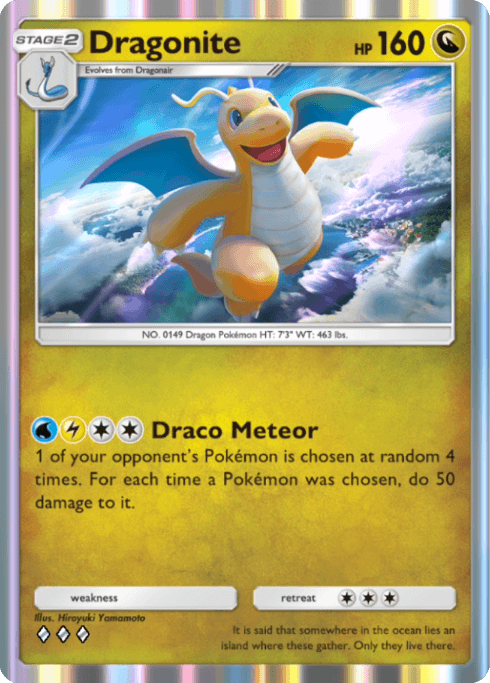 STAGE 2 Dragonite HP 160
Evolves from Dragonair
NO. 0149 Dragon Pokémon HT: 7'3" WT: 463 lbs.
Draco Meteor
1 of your opponent's Pokémon is chosen at random 4
times. For each time a Pokémon was chosen, do 50
damage to it.
weakness
retreat
Illus. Hiroyuki Yamamoto
It is said that somewhere in the ocean lies an
island where these gather. Only they live there.